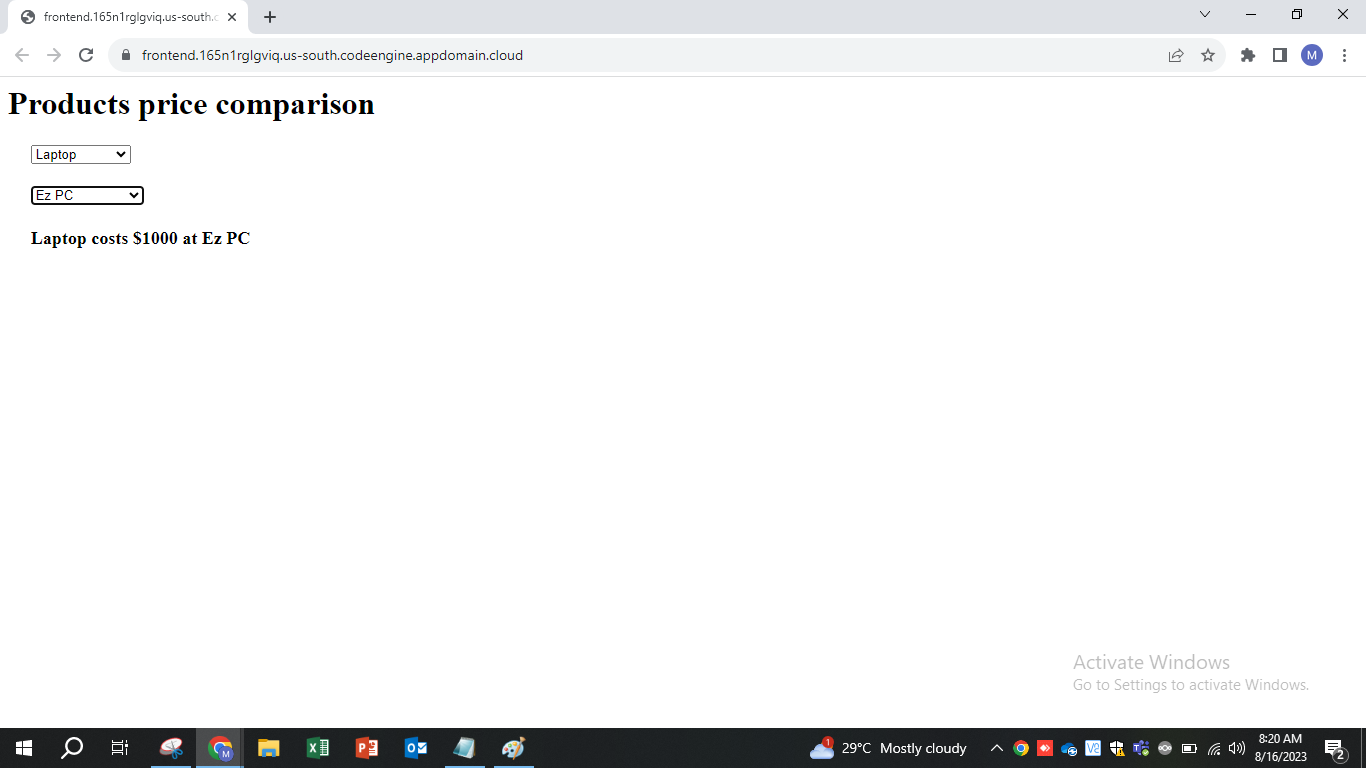 frontend.165n1rglgviq.us-south.c
frontend.165n1rglgviq.us-south.codeengine.appdomain.cloud
M
Products price comparison
Laptop
Ez PC
Laptop costs $1000 at Ez PC
Activate Windows
Go to Settings to activate Windows.
M
1
29°C Mostly cloudy
8:20 AM
8/16/2023
2